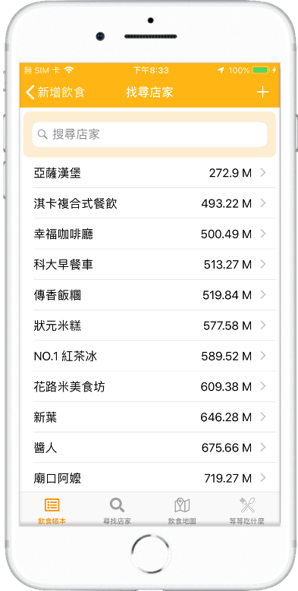 無 SIM 卡 下午8:33 100%
新增飲食 找尋店家 +
搜尋店家
亞薩漢堡 272.9 M
淇卡複合式餐飲 493.22 M
幸福咖啡廳 500.49 M
科大早餐車 513.27 M
傳香飯糰 519.84 M
狀元米糕 577.58 M
NO.1 紅茶冰 589.52 M
花路米美食坊 609.38 M
新葉 646.28 M
醬人 675.66 M
廟口阿嬤 719.27 M
飲食帳本 尋找店家 飲食地圖 等等吃什麼